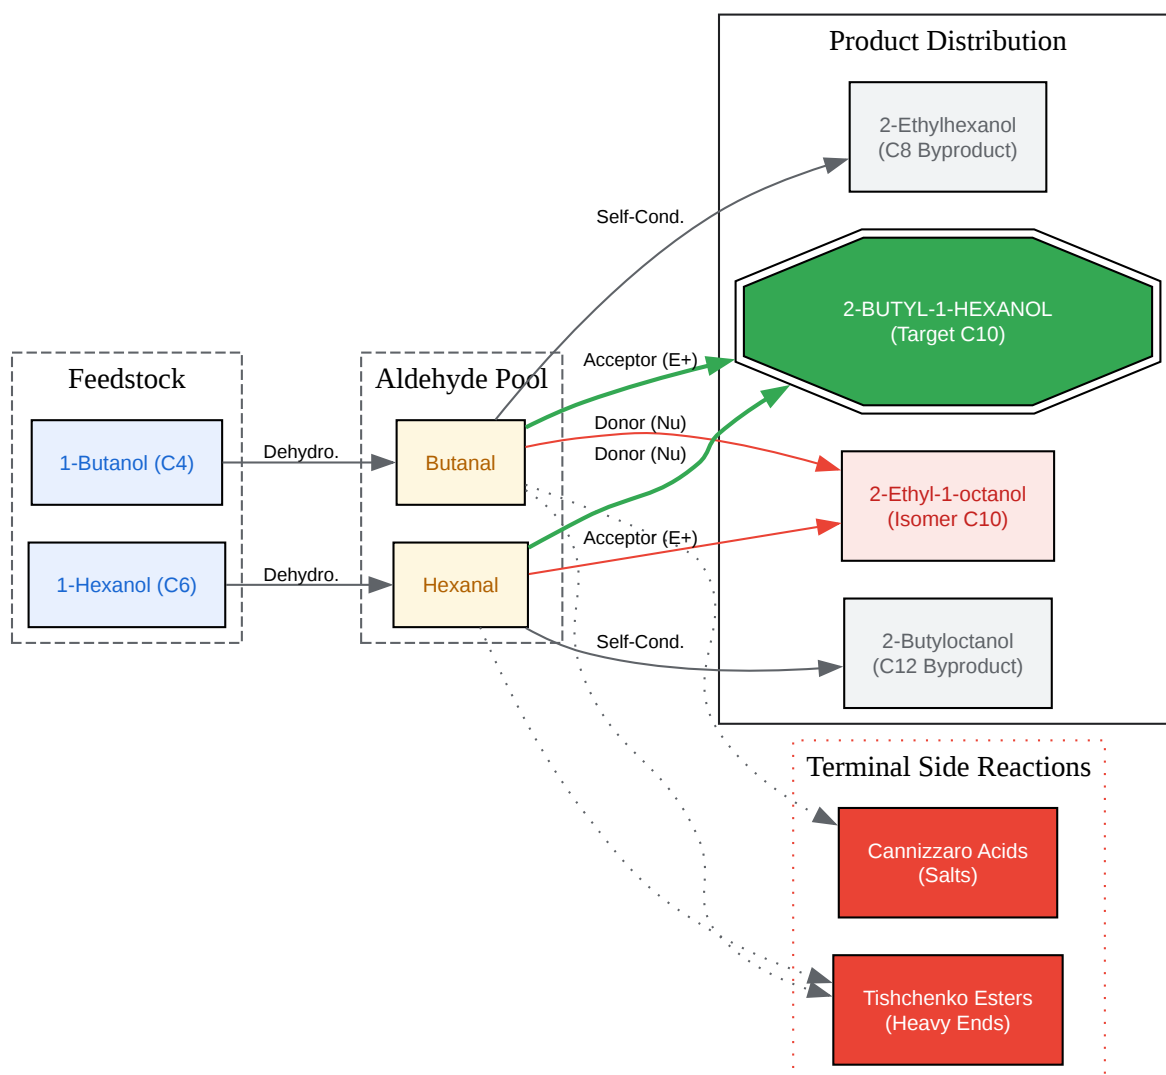 Product Distribution
2-Ethylhexanol
(C8 Byproduct)
Self-Cond.
2-BUTYL-1-HEXANOL
(Target C10)
Feedstock
Aldehyde Pool
Acceptor (E+)
1-Butanol (C4)
Dehydro.
Butanal
Donor (Nu)
Donor (Nu)
2-Ethyl-1-octanol
(Isomer C10)
1-Hexanol (C6)
Dehydro.
Hexanal
Acceptor (E+)
Self-Cond.
2-Butyloctanol
(C12 Byproduct)
Terminal Side Reactions
Cannizzaro Acids
(Salts)
Tishchenko Esters
(Heavy Ends)